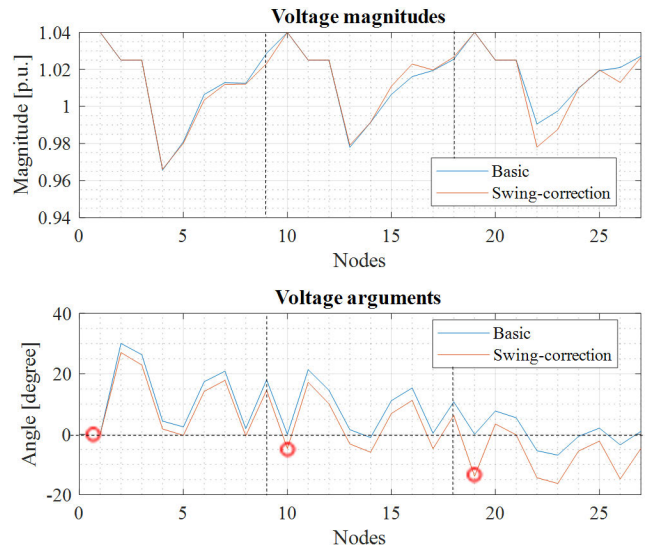 Voltage magnitudes
Magnitude [p.u.]
1.04
1.02
1
0.98
0.96
0.94
0 5 10 15 20 25
Nodes
Basic
Swing-correction
Voltage arguments
Angle [degree]
40
20
0
-20
0 5 10 15 20 25
Nodes
Basic
Swing-correction